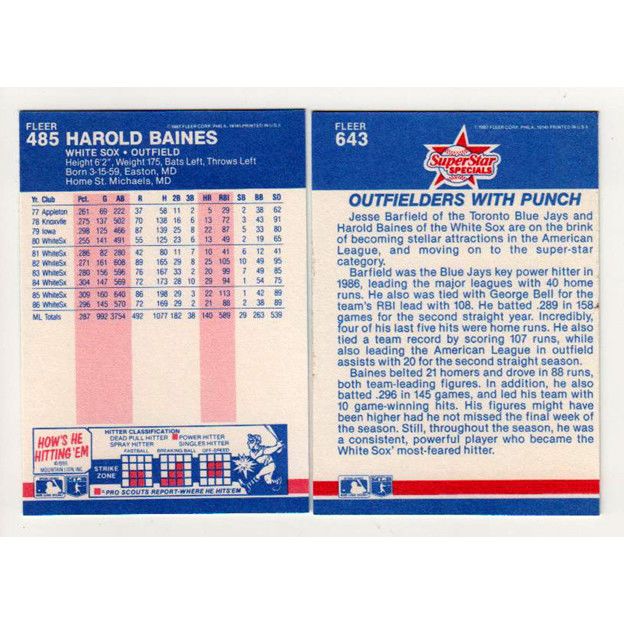 FLEER
485 HAROLD BAINES
WHITE SOX • OUTFIELD
Height 6'2", Weight 175, Bats Left, Throws Left
Born 3-15-59, Easton, MD
Home St. Michaels, MD
Yr. Club Pct. G AB R H 2B 3B HR RBI SB BB SO
77 Appleton .261 69 222 37 58 11 2 5 29 2 38 62
78 Knoxville .275 137 502 70 138 16 6 13 72 3 43 91
79 Iowa .298 125 466 87 139 25 8 22 87 5 33 80
80 WhiteSx .255 141 491 55 125 23 6 13 49 2 19 65
81 WhiteSx .286 82 280 42 80 11 7 10 41 6 12 41
82 WhiteSx .271 161 608 89 165 29 8 25 105 10 49 95
83 WhiteSx .280 156 596 76 167 33 2 20 99 7 49 85
84 WhiteSx .304 147 569 72 173 28 10 29 94 1 54 75
85 WhiteSx .309 160 640 86 198 29 3 22 113 1 42 89
86 WhiteSx .296 145 570 72 169 29 2 21 88 2 38 89
ML Totals .287 992 3754 492 1077 182 38 140 589 29 263 539
HOW'S HE
HITTING 'EM
©1986
MOUNTAIN LION, INC.
HITTER CLASSIFICATION
DEAD PULL HITTER POWER HITTER
SPRAY HITTER SINGLES HITTER
FASTBALL BREAKING BALL OFF-SPEED
STRIKE
ZONE
PRO SCOUTS REPORT-WHERE HE HITS 'EM
FLEER
643
© 1987 FLEER CORP. PHILA., 19141 PRINTED IN U.S.A.
SuperStar
SPECIALS
OUTFIELDERS WITH PUNCH
Jesse Barfield of the Toronto Blue Jays and
Harold Baines of the White Sox are on the
brink of becoming stellar attractions in the American
League, and moving on to the super-star
category.
Barfield was the Blue Jays key power hitter in
1986, leading the major leagues with 40 home
runs. He also was tied with George Bell for the
team's RBI lead with 108. He batted .289 in 158
games for the second straight year. Incredibly,
four of his last five hits were home runs. He also
tied a team record by scoring 107 runs, while
also leading the American League in outfield
assists with 20 for the second straight season.
Baines belted 21 homers and drove in 88 runs,
both team-leading figures. In addition, he also
batted .296 in 145 games, and led his team with
10 game-winning hits. His figures might have
been higher had he not missed the final week of
the season. Still, throughout the season, he was
a consistent, powerful player who became the
White Sox' most-feared hitter.